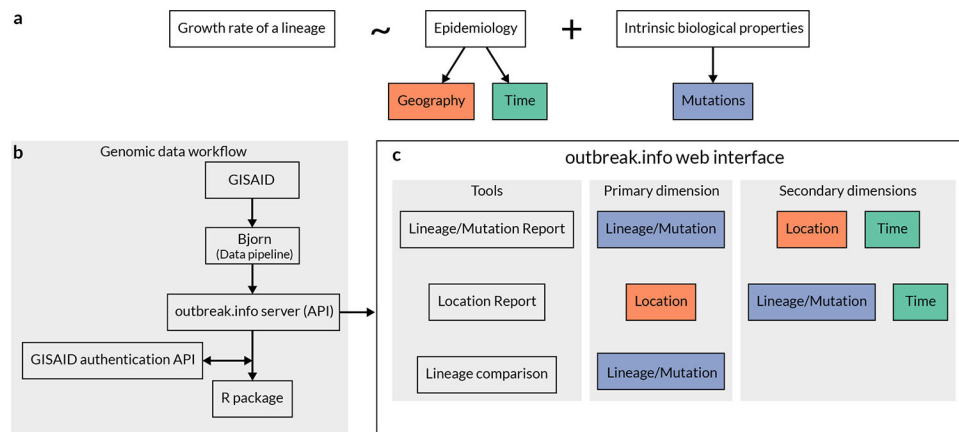 a
Growth rate of a lineage ~ Epidemiology + Intrinsic biological properties
Geography Time Mutations
b
Genomic data workflow
GISAID
Bjorn
(Data pipeline)
outbreak.info server (API)
GISAID authentication API
R package
c
outbreak.info web interface
Tools Primary dimension Secondary dimensions
Lineage/Mutation Report Lineage/Mutation Location Time
Location Report Location Lineage/Mutation Time
Lineage comparison Lineage/Mutation